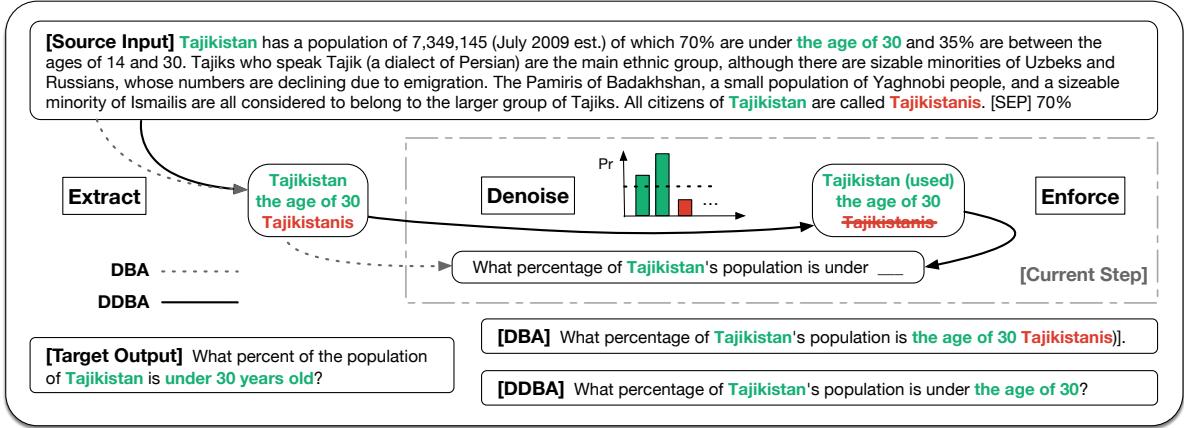 [Source Input] Tajikistan has a population of 7,349,145 (July 2009 est.) of which 70% are under the age of 30 and 35% are between the
ages of 14 and 30. Tajiks who speak Tajik (a dialect of Persian) are the main ethnic group, although there are sizable minorities of Uzbeks and
Russians, whose numbers are declining due to emigration. The Pamiris of Badakhshan, a small population of Yaghnobi people, and a sizeable
minority of Ismailis are all considered to belong to the larger group of Tajiks. All citizens of Tajikistan are called Tajikistanis. [SEP] 70%
Extract
Tajikistan
the age of 30
Tajikistanis
Denoise
Pr
...
Tajikistan (used)
the age of 30
Tajikistanis
Enforce
What percentage of Tajikistan's population is under ___
[Current Step]
DBA
DDBA
[Target Output] What percent of the population
of Tajikistan is under 30 years old?
[DBA] What percentage of Tajikistan's population is the age of 30 Tajikistanis)].
[DDBA] What percentage of Tajikistan's population is under the age of 30?